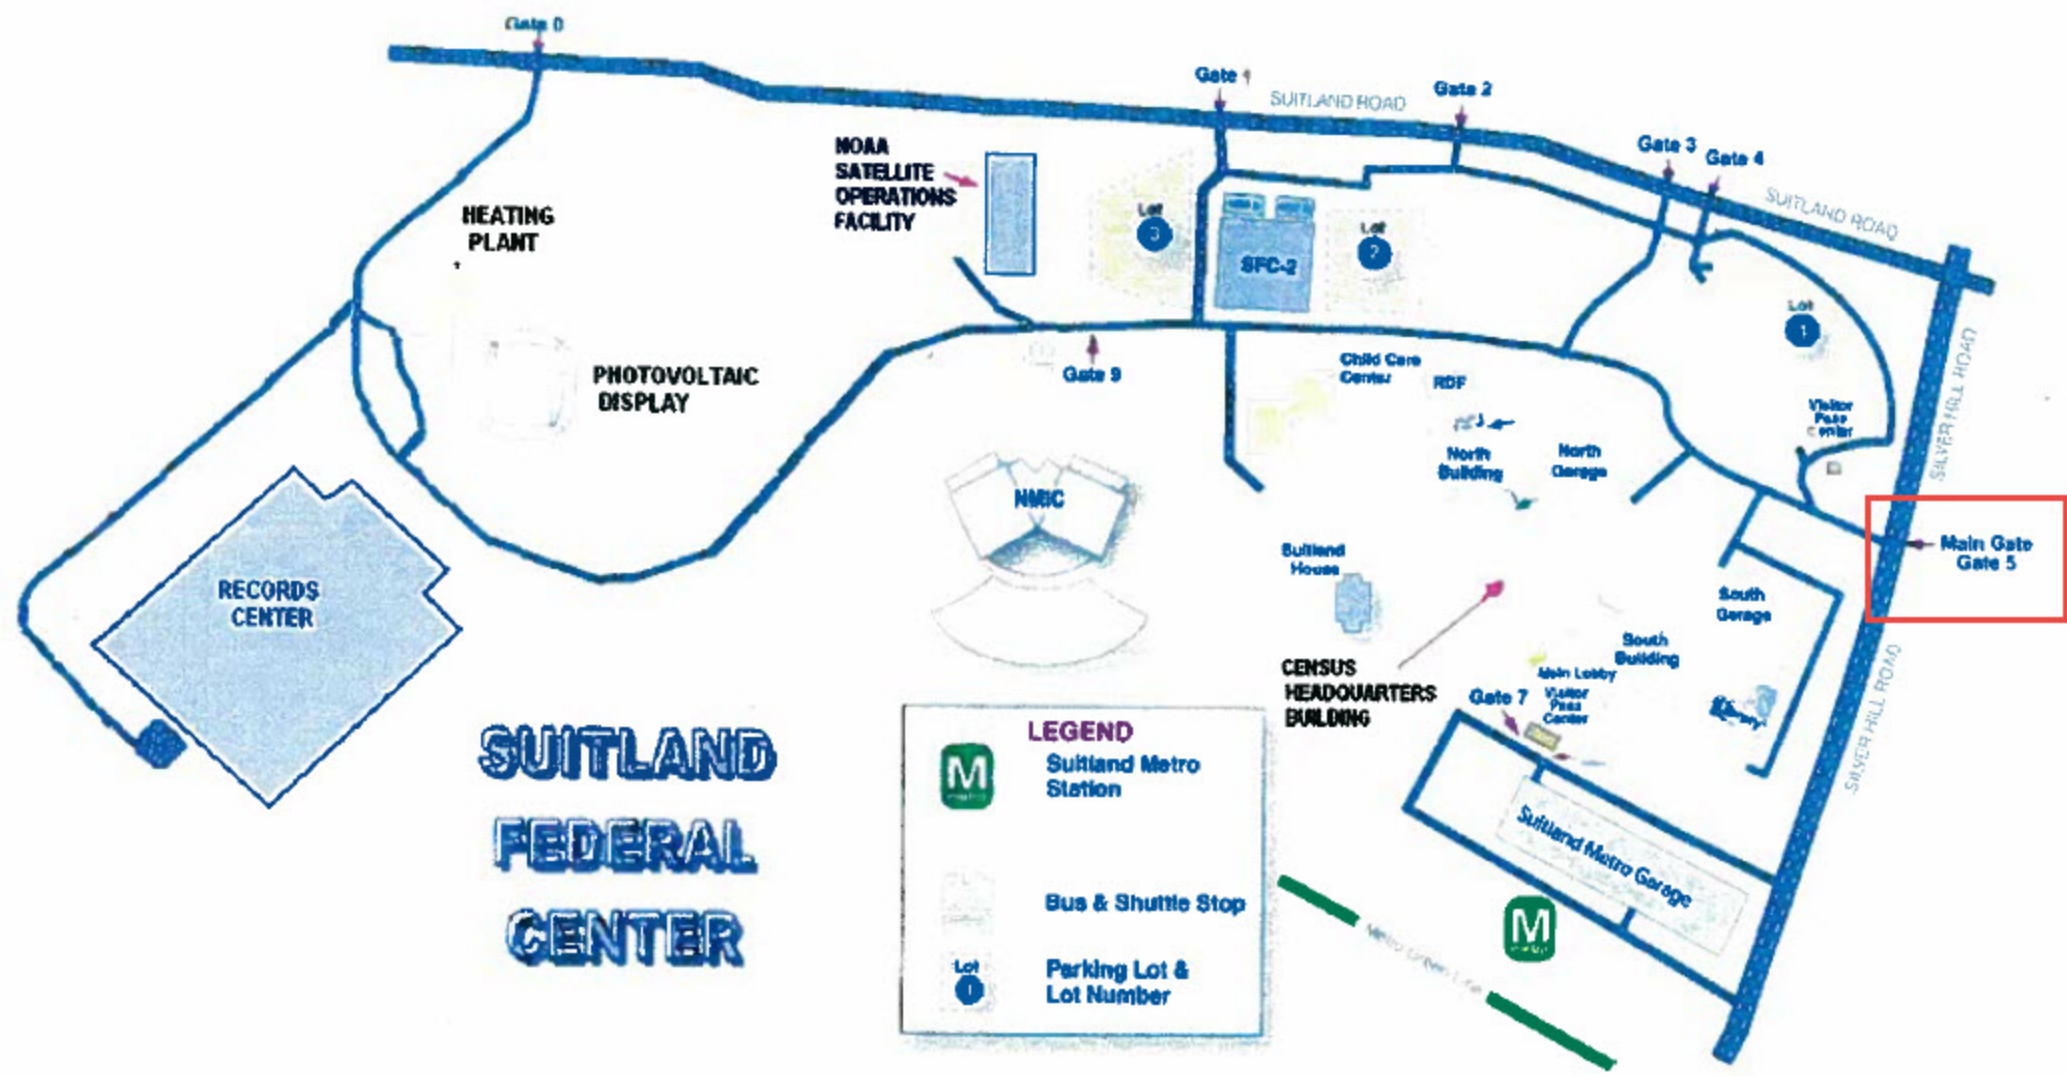 Gate 0
Gate 1
SUITLAND ROAD
Gate 2
Gate 3
Gate 4
SUITLAND ROAD
NOAA
SATELLITE
OPERATIONS
FACILITY
HEATING
PLANT
Lot
3
SFC-2
Lot
2
Lot
1
SILVER HILL ROAD
PHOTOVOLTAIC
DISPLAY
Gate 9
Child Care
Center
RDF
Visitor
Pass
Center
North
Building
North
Garage
NMIC
Main Gate
Gate 5
Suitland
House
RECORDS
CENTER
South
Garage
South
Building
CENSUS
HEADQUARTERS
BUILDING
Main Lobby
Visitor
Pass
Center
Gate 7
SILVER HILL ROAD
SUITLAND
FEDERAL
CENTER
LEGEND
M
Suitland Metro
Station
Bus & Shuttle Stop
Lot
1
Parking Lot &
Lot Number
Suitland Metro Garage
M
Metro Green Line